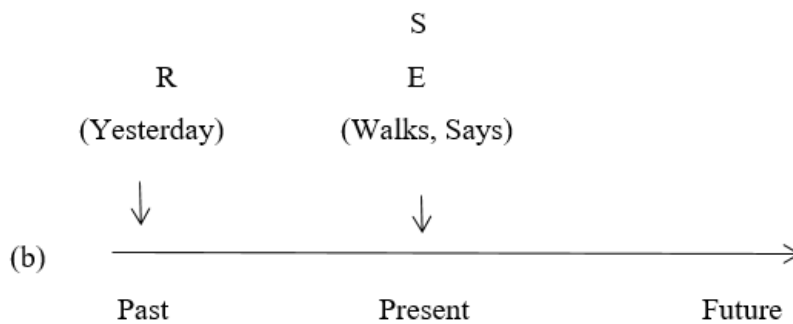 S
R E
(Yesterday) (Walks, Says)
(b)
Past Present Future